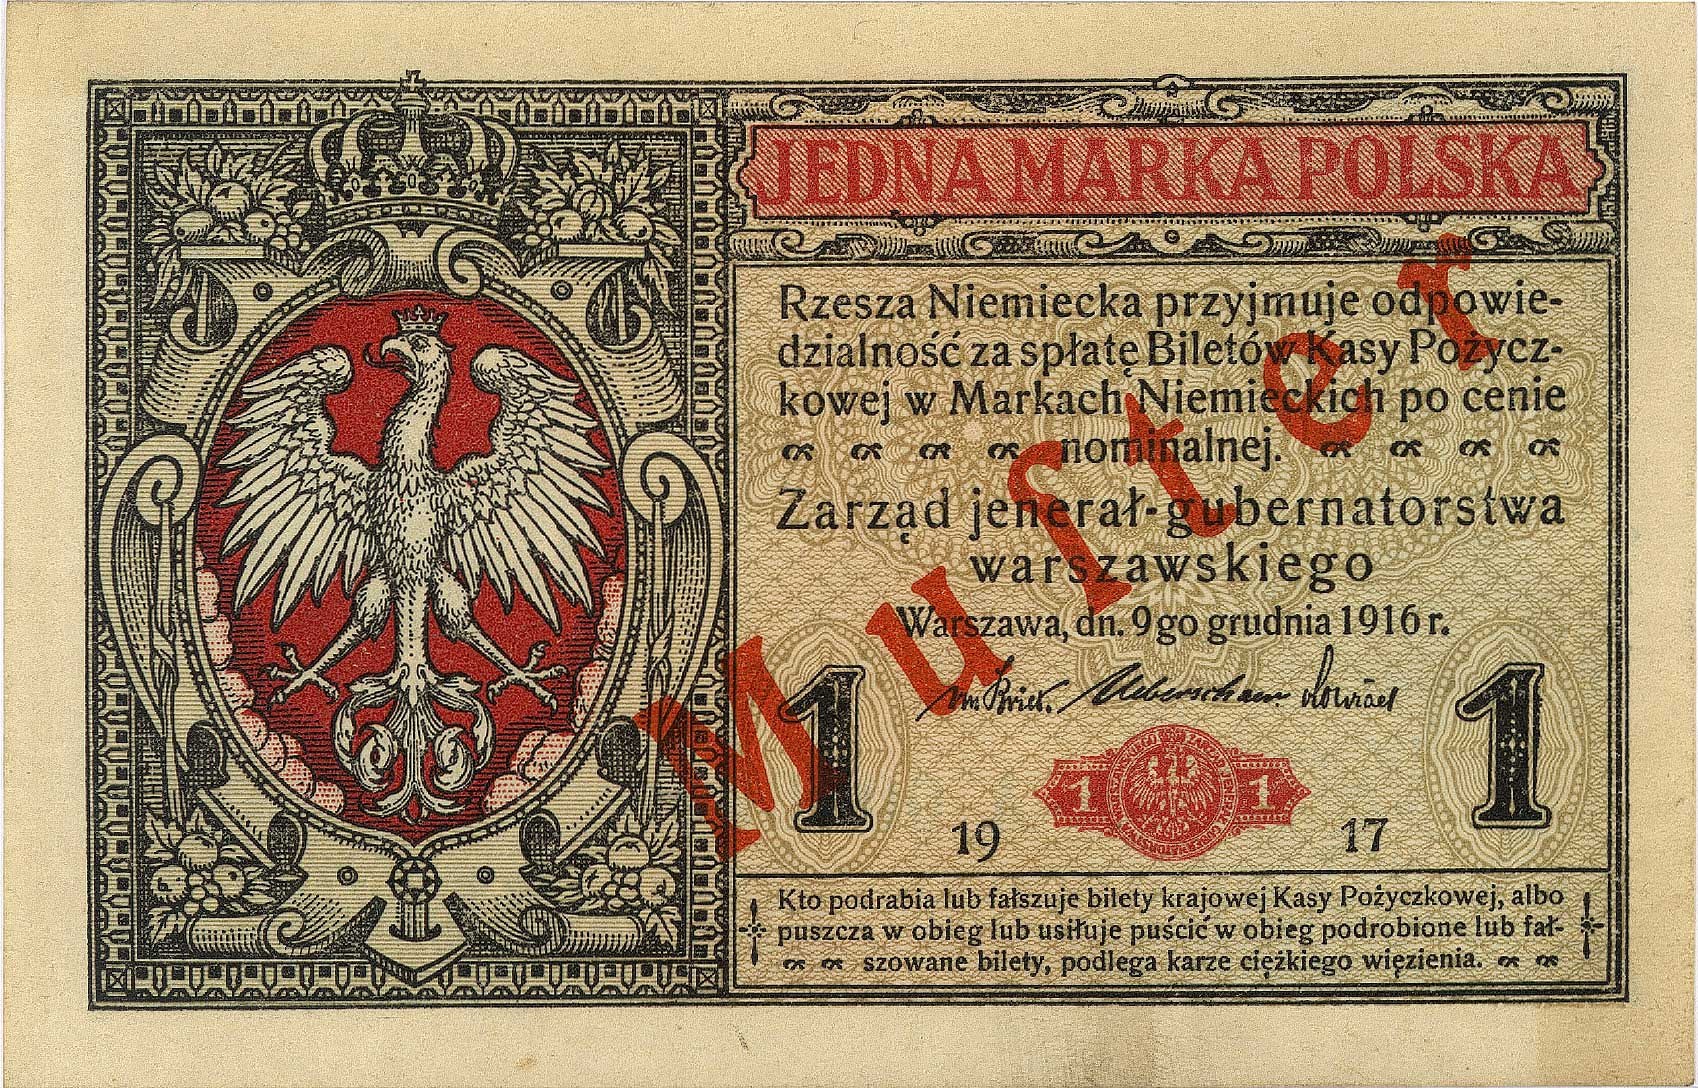 JEDNA MARKA POLSKA
Rzesza Niemiecka przyjmuje odpowie-
dzialność za spłatę Biletów Kasy Pożycz-
kowej w Markach Niemieckich po cenie
nominalnej.
Zarząd jenerał-gubernatorstwa
warszawskiego
Warszawa, dn. 9go grudnia 1916 r.
Muſter
1 1
1 1
19 17
Kto podrabia lub fałszuje bilety krajowej Kasy Pożyczkowej, albo
puszcza w obieg lub usiłuje puścić w obieg podrobione lub fał-
szowane bilety, podlega karze ciężkiego więzienia.